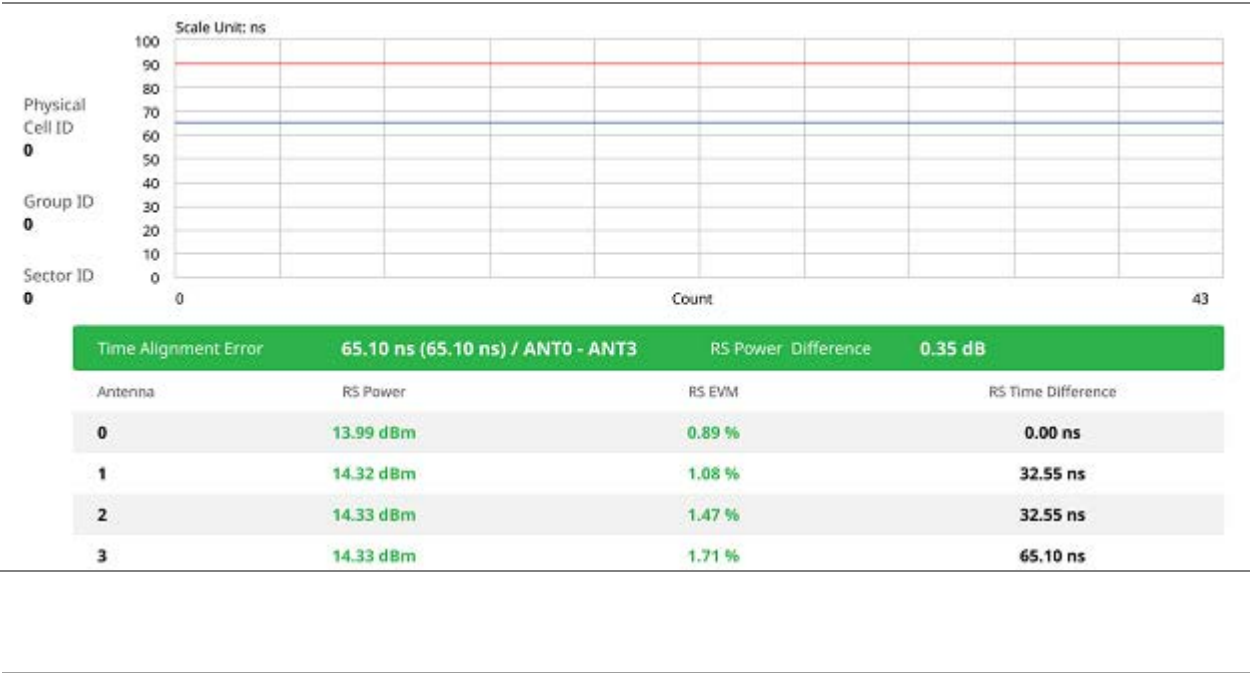 Scale Unit: ns
100
90
80
70
60
50
40
30
20
10
0
Physical
Cell ID
0
Group ID
0
Sector ID
0
0 Count 43
Time Alignment Error 65.10 ns (65.10 ns) / ANT0 - ANT3 RS Power Difference 0.35 dB
Antenna RS Power RS EVM RS Time Difference
0 13.99 dBm 0.89 % 0.00 ns
1 14.32 dBm 1.08 % 32.55 ns
2 14.33 dBm 1.47 % 32.55 ns
3 14.33 dBm 1.71 % 65.10 ns